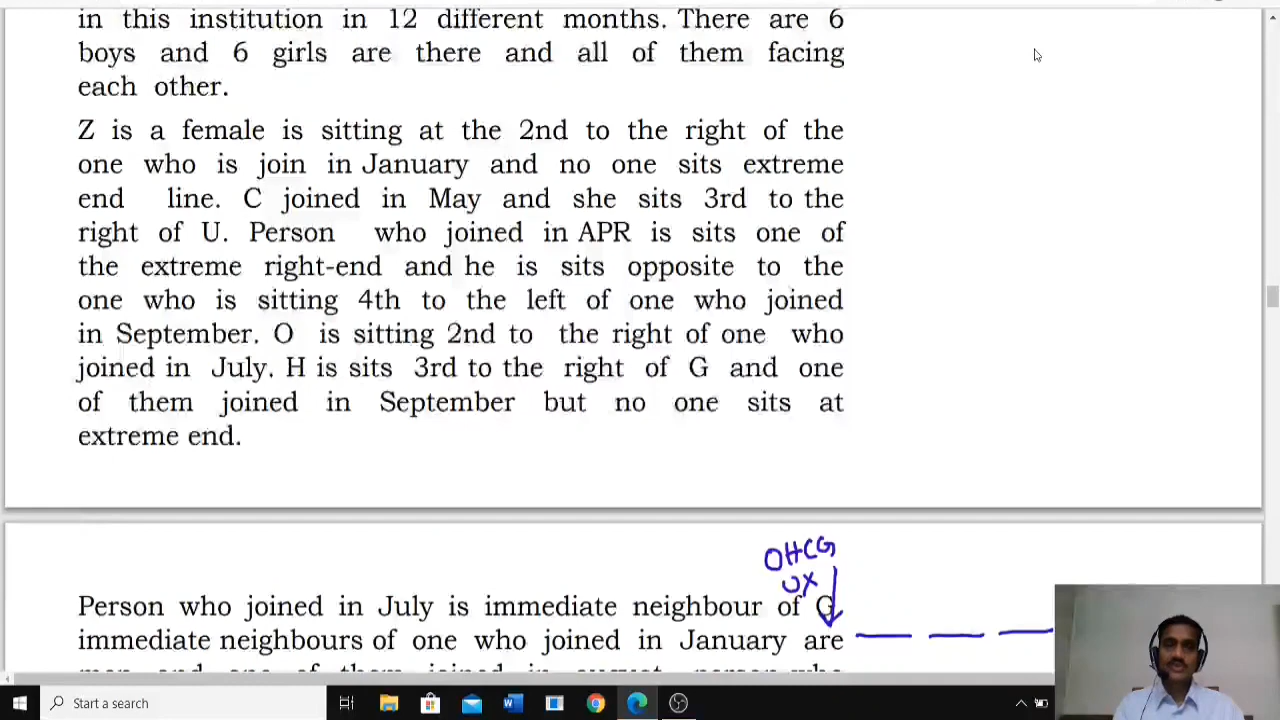 in this institution in 12 different months. There are 6
boys and 6 girls are there and all of them facing
each other.
Z is a female is sitting at the 2nd to the right of the
one who is join in January and no one sits extreme
end line. C joined in May and she sits 3rd to the
right of U. Person who joined in APR is sits one of
the extreme right-end and he is sits opposite to the
one who is sitting 4th to the left of one who joined
in September. O is sitting 2nd to the right of one who
joined in July. H is sits 3rd to the right of G and one
of them joined in September but no one sits at
extreme end.
OHCG
UX
Person who joined in July is immediate neighbour of G
immediate neighbours of one who joined in January are
Start a search